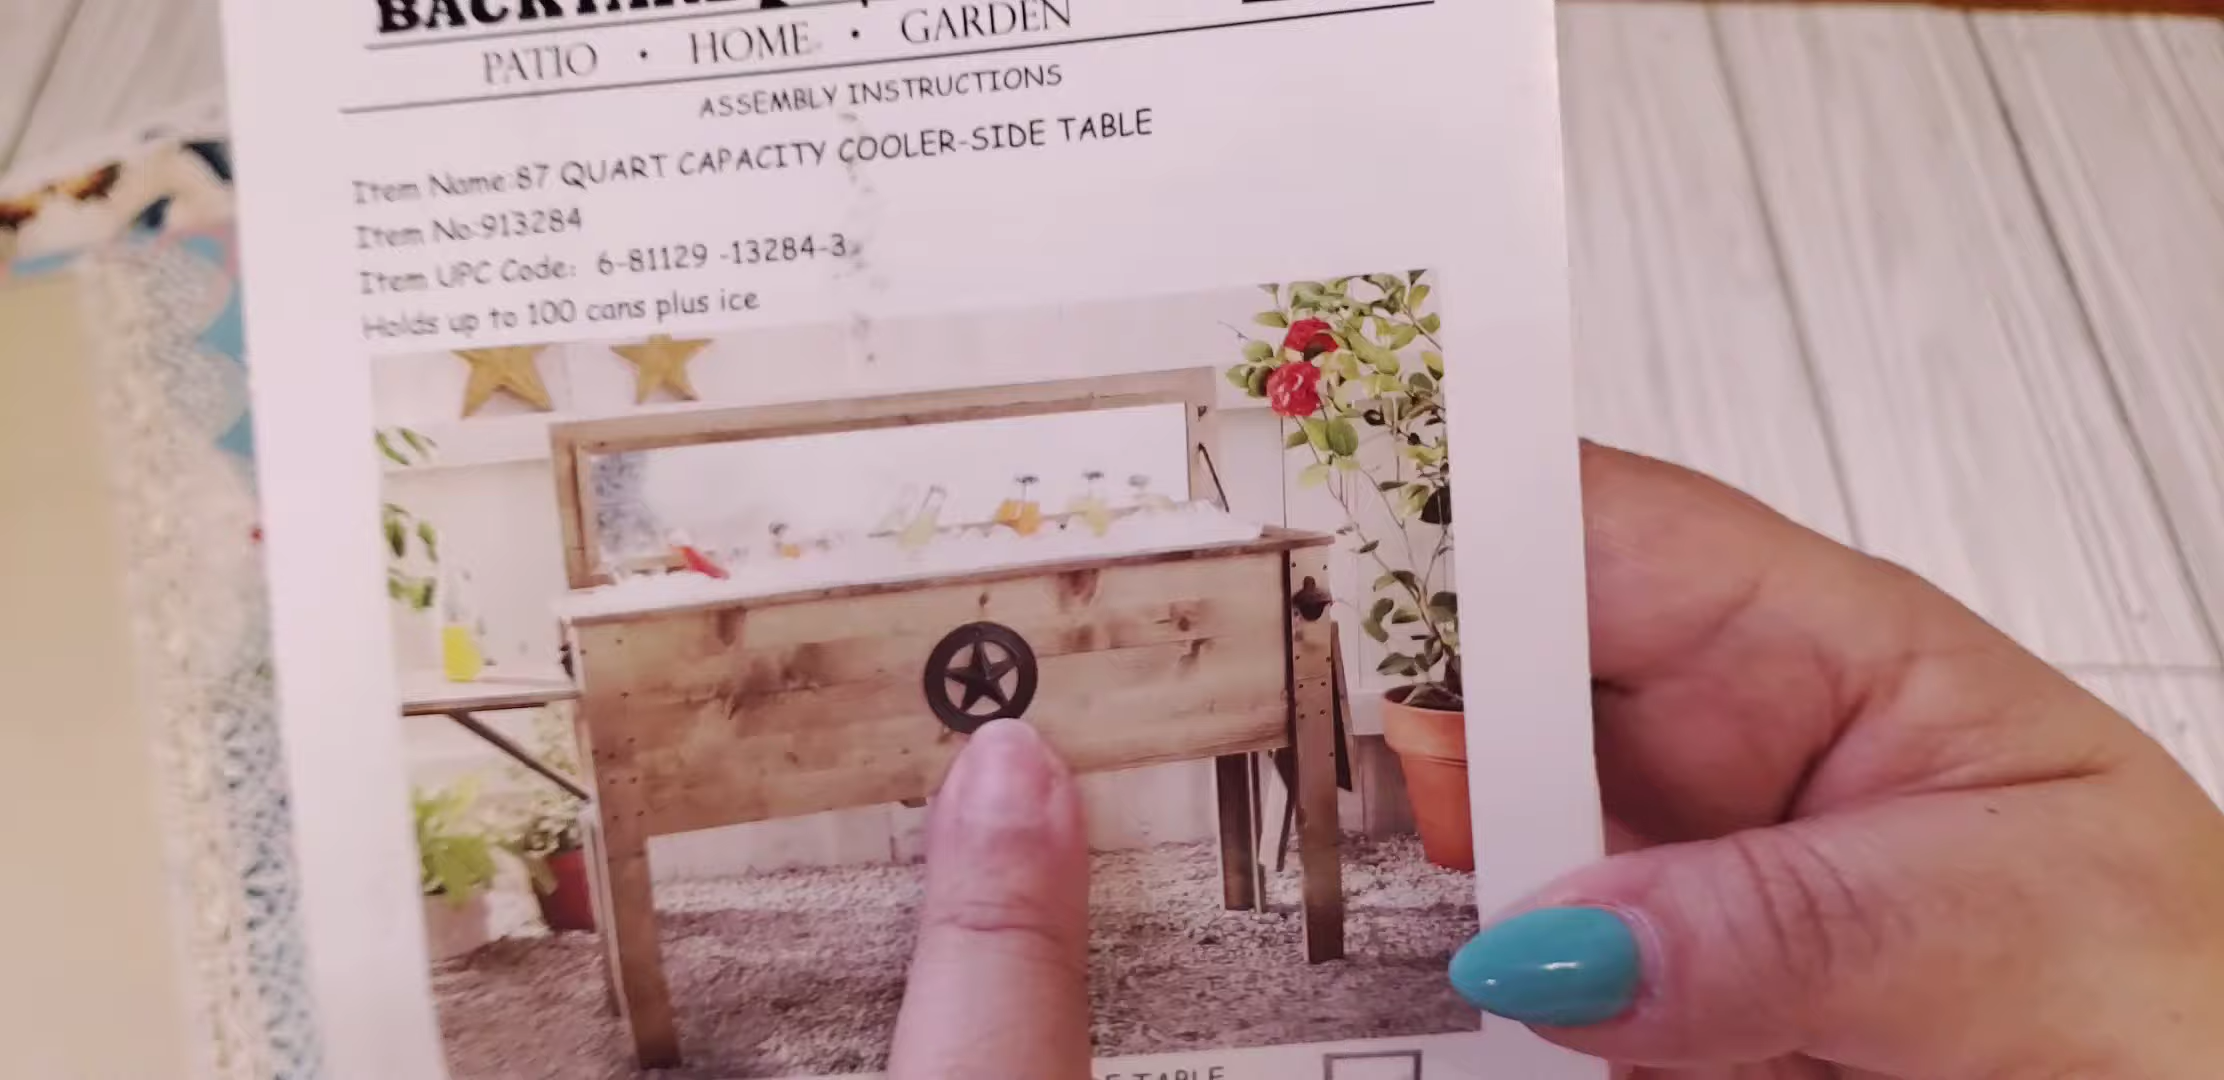 PATIO • HOME • GARDEN
ASSEMBLY INSTRUCTIONS
Item Name:87 QUART CAPACITY COOLER-SIDE TABLE
Item No:913284
Item UPC Code: 6-81129 -13284-3
Holds up to 100 cans plus ice
TABLE